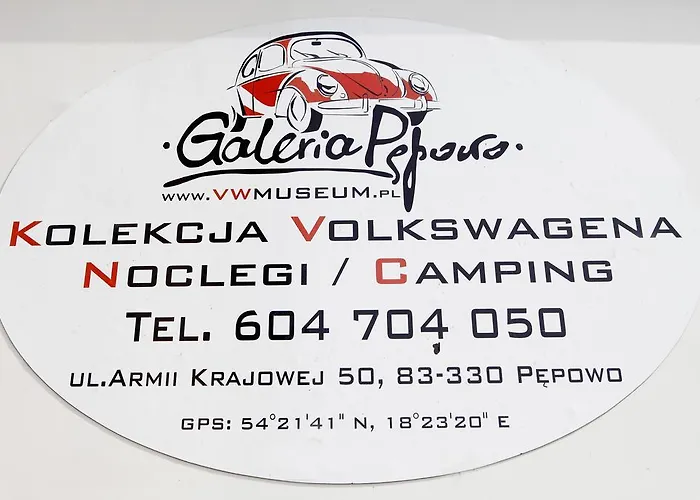 ·Galeria Pępowo·
www.VWMUSEUM.PL
KOLEKCJA VOLKSWAGENA
NOCLEGI / CAMPING
TEL. 604 704 050
UL.ARMII KRAJOWEJ 50, 83-330 PĘPOWO
GPS: 54°21'41" N, 18°23'20" E